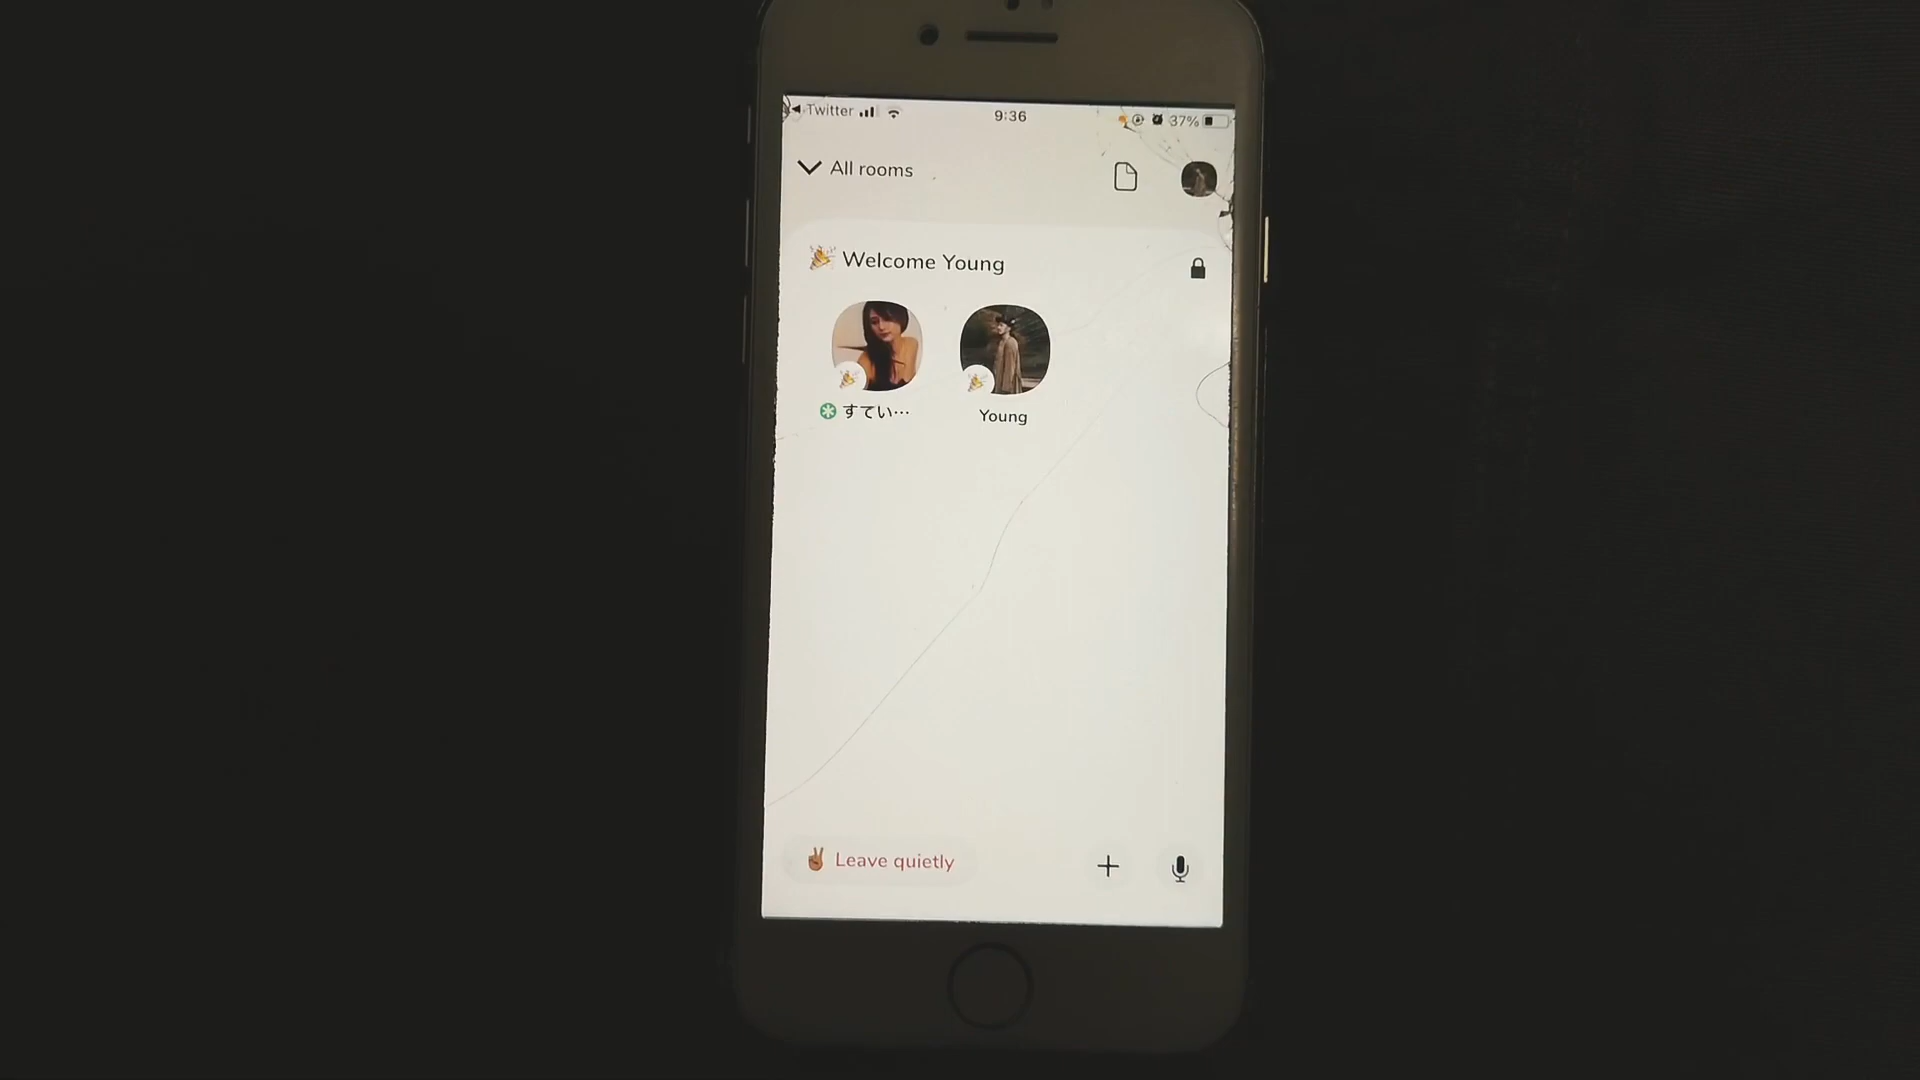 Twitter
9:36
37%
All rooms
🎉 Welcome Young
すてい…
Young
✌🏾 Leave quietly